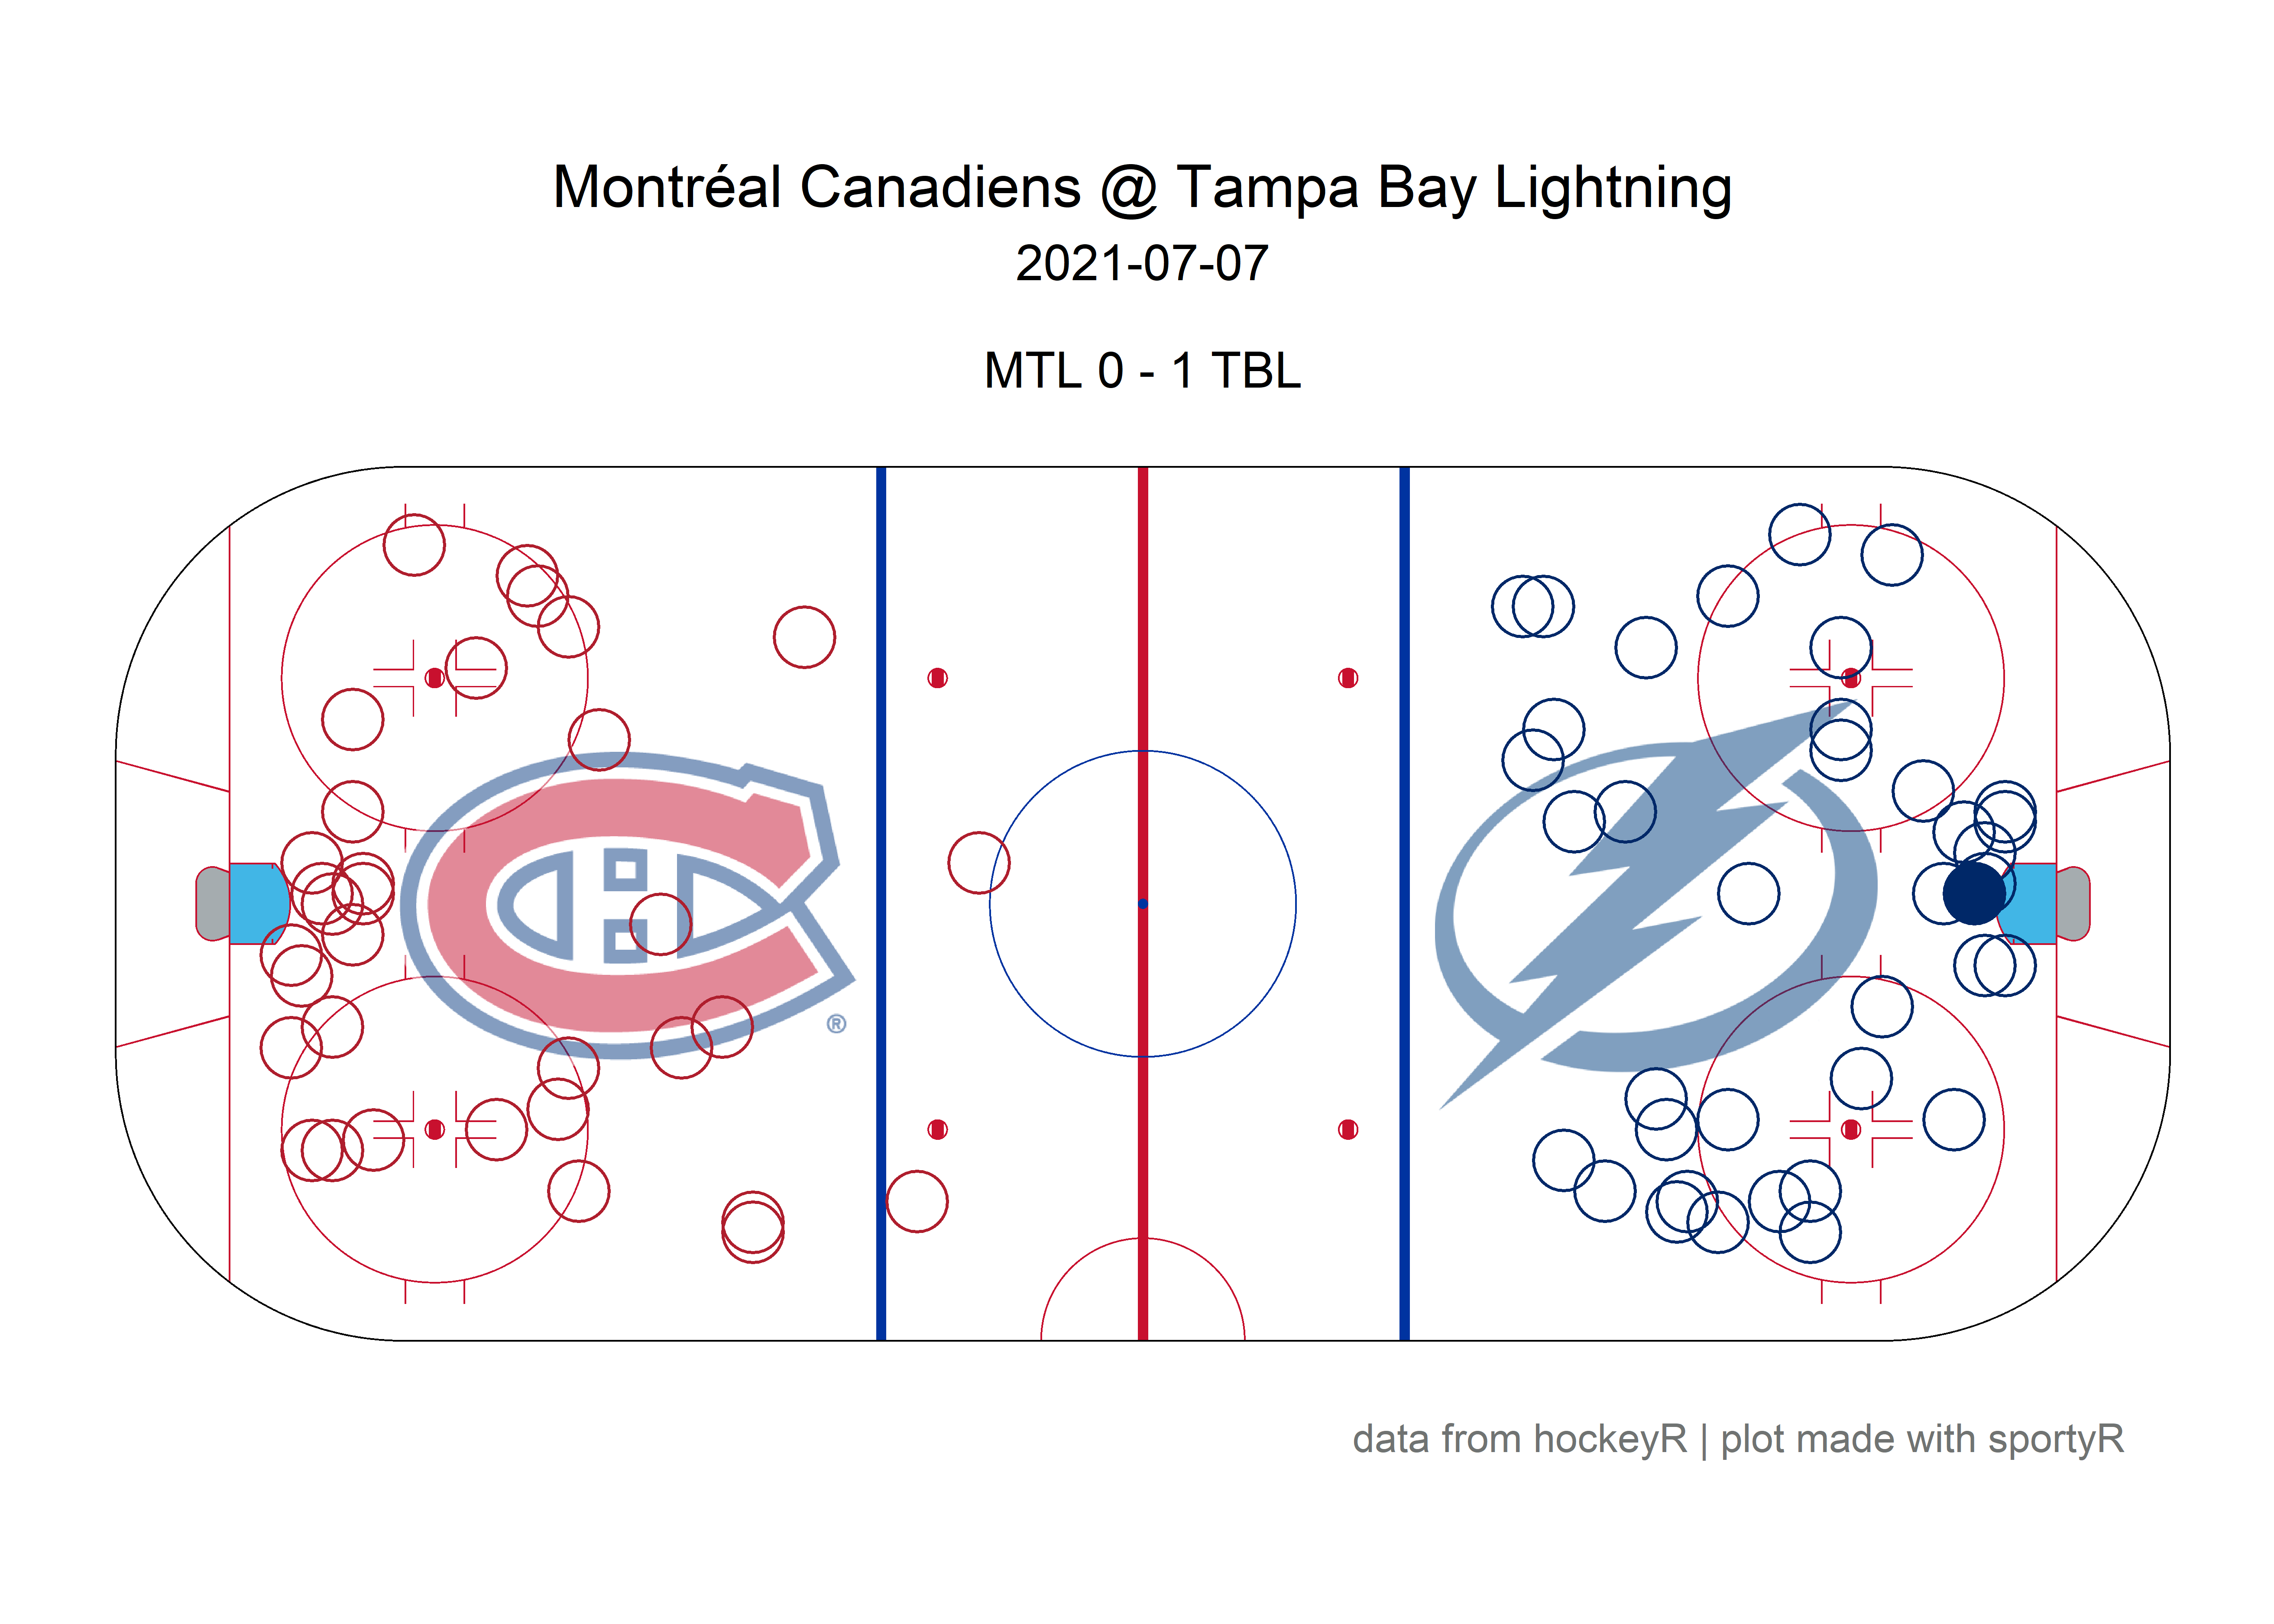 Montréal Canadiens @ Tampa Bay Lightning
2021-07-07
MTL 0 - 1 TBL
®
data from hockeyR | plot made with sportyR